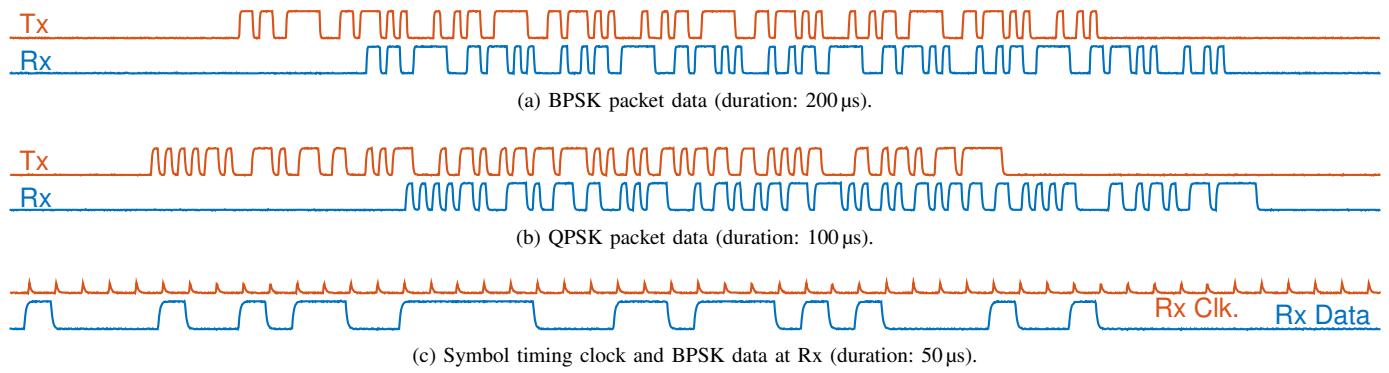 Tx
Rx
(a) BPSK packet data (duration: 200 µs).
Tx
Rx
(b) QPSK packet data (duration: 100 µs).
Rx Clk.
Rx Data
(c) Symbol timing clock and BPSK data at Rx (duration: 50 µs).